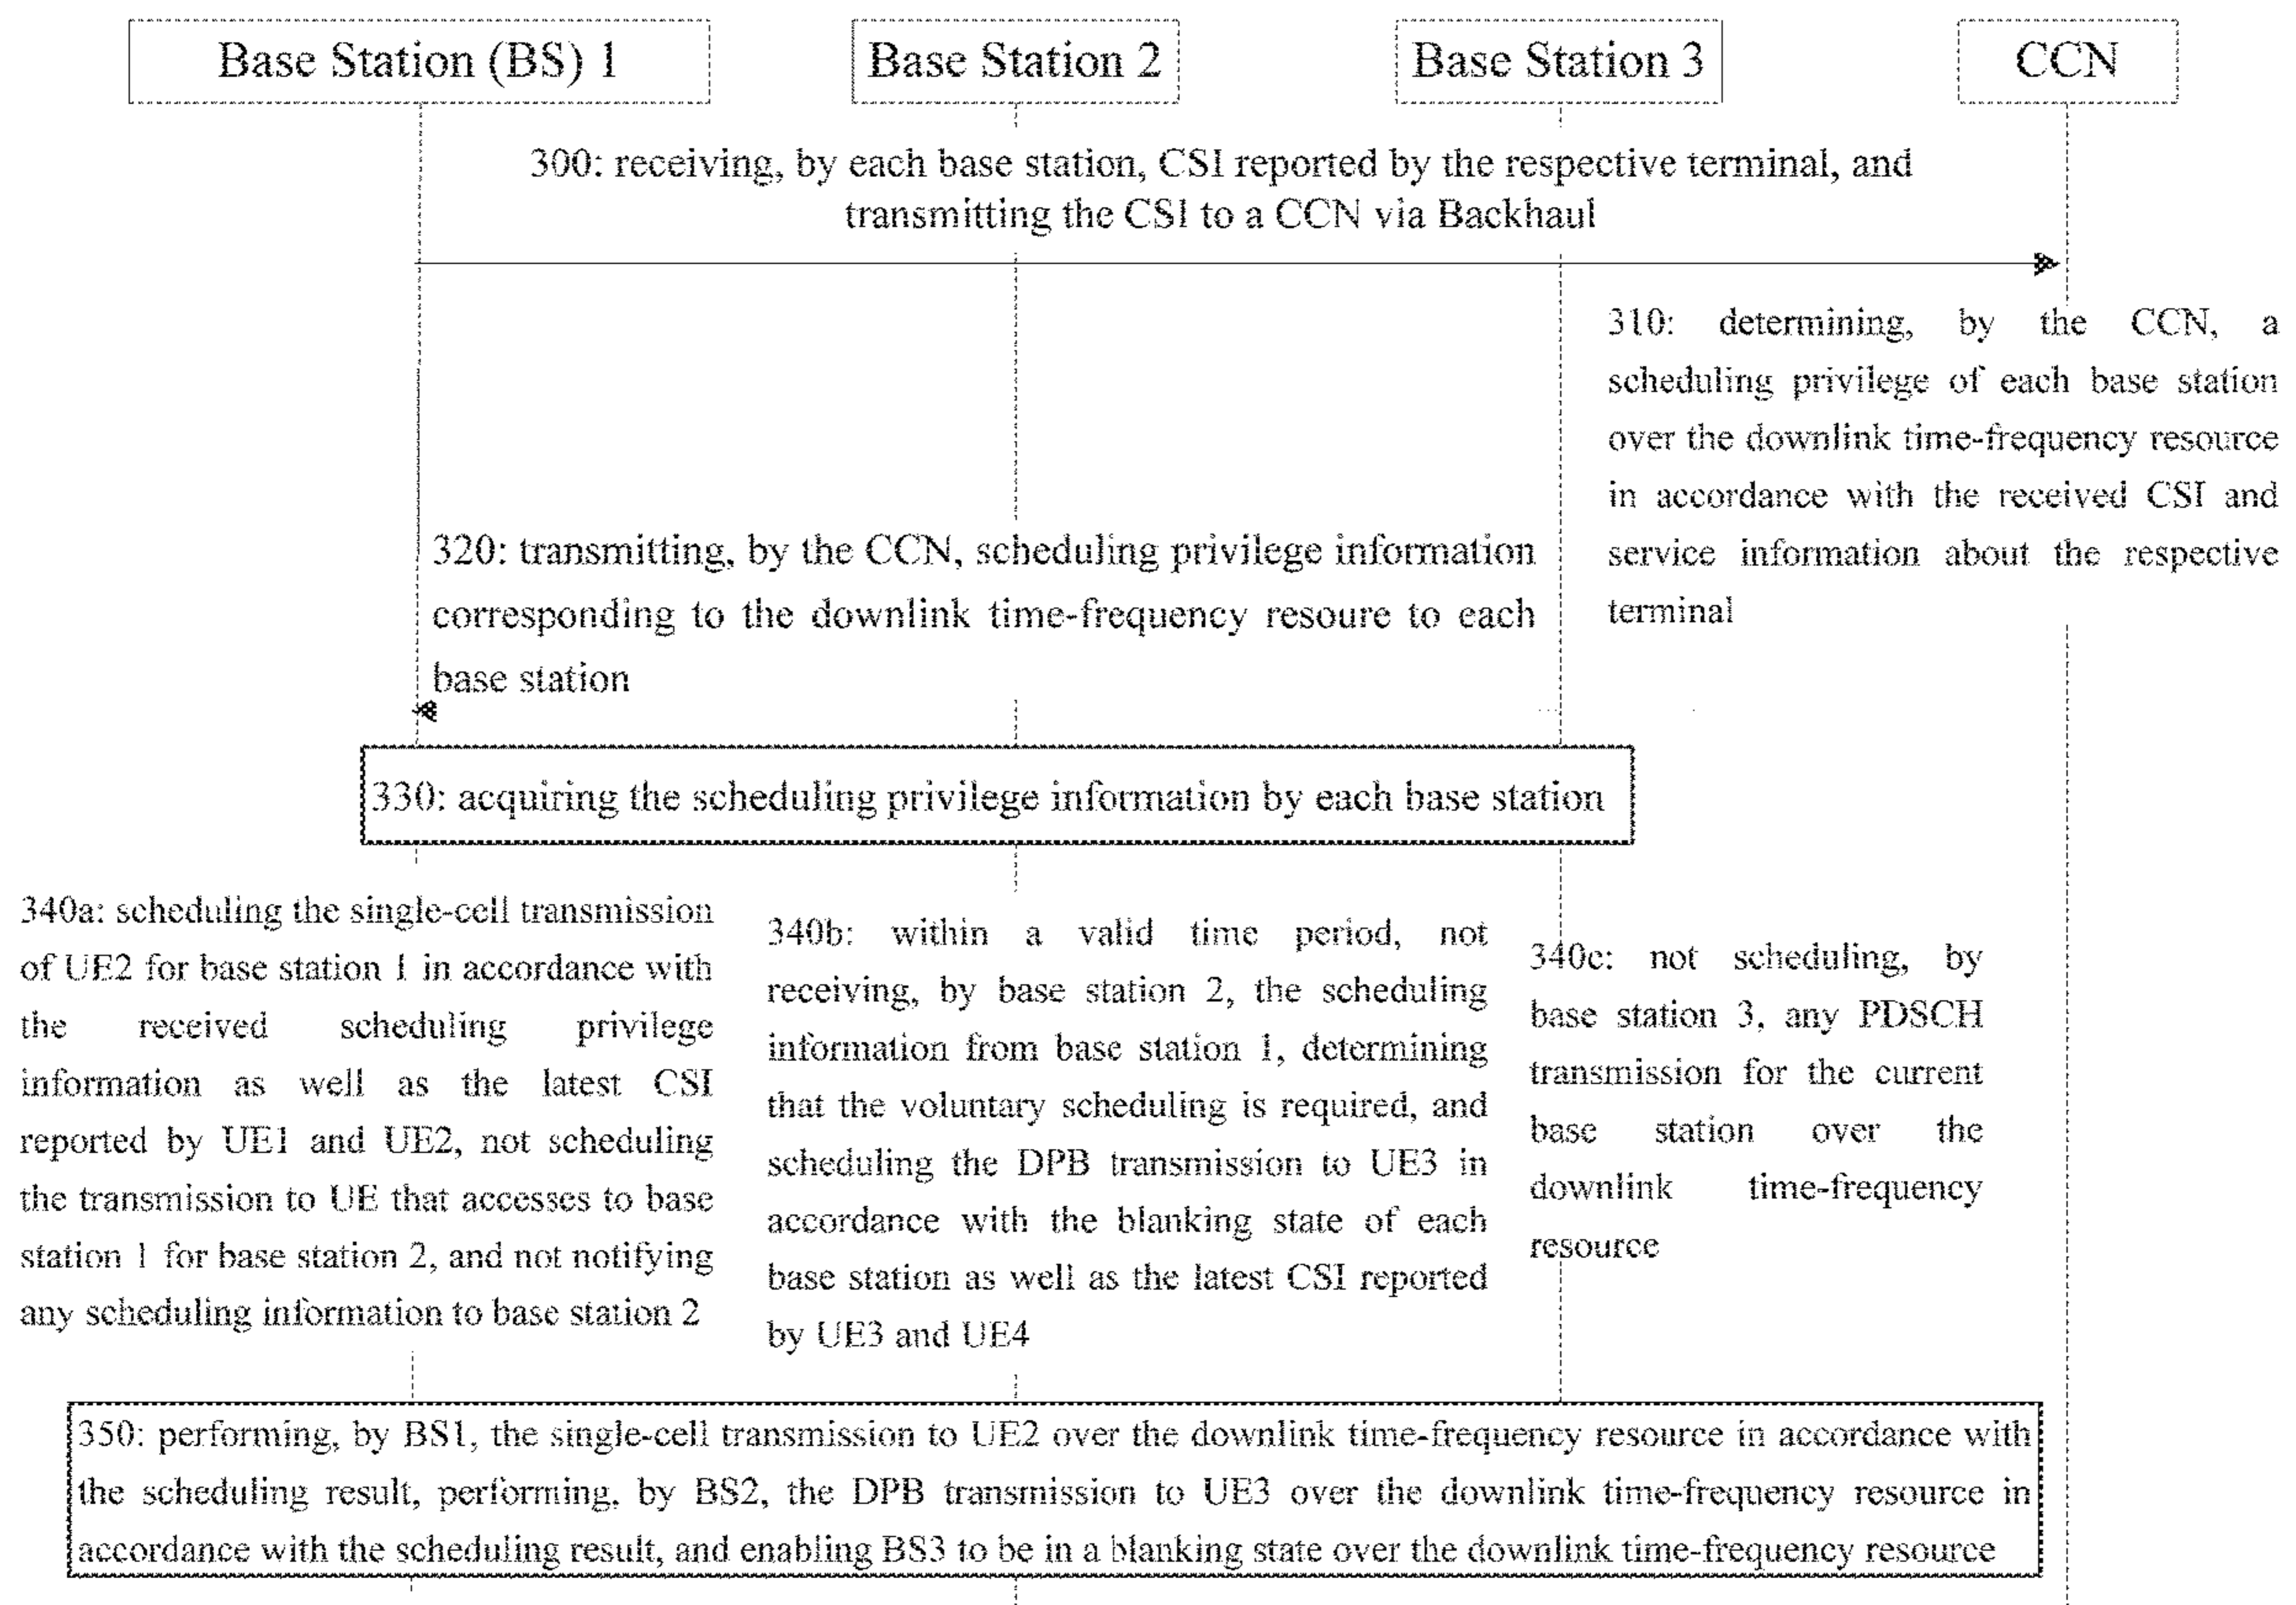 Base Station (BS) 1
Base Station 2
Base Station 3
CCN
300: receiving, by each base station, CSI reported by the respective terminal, and
transmitting the CSI to a CCN via Backhaul
310: determining, by the CCN, a
scheduling privilege of each base station
over the downlink time-frequency resource
in accordance with the received CSI and
service information about the respective
terminal
320: transmitting, by the CCN, scheduling privilege information
corresponding to the downlink time-frequency resoure to each
base station
330: acquiring the scheduling privilege information by each base station
340a: scheduling the single-cell transmission
of UE2 for base station 1 in accordance with
the received scheduling privilege
information as well as the latest CSI
reported by UE1 and UE2, not scheduling
the transmission to UE that accesses to base
station 1 for base station 2, and not notifying
any scheduling information to base station 2
340b: within a valid time period, not
receiving, by base station 2, the scheduling
information from base station 1, determining
that the voluntary scheduling is required, and
scheduling the DPB transmission to UE3 in
accordance with the blanking state of each
base station as well as the latest CSI reported
by UE3 and UE4
340c: not scheduling, by
base station 3, any PDSCH
transmission for the current
base station over the
downlink time-frequency
resource
350: performing, by BS1, the single-cell transmission to UE2 over the downlink time-frequency resource in accordance with
the scheduling result, performing, by BS2, the DPB transmission to UE3 over the downlink time-frequency resource in
accordance with the scheduling result, and enabling BS3 to be in a blanking state over the downlink time-frequency resource